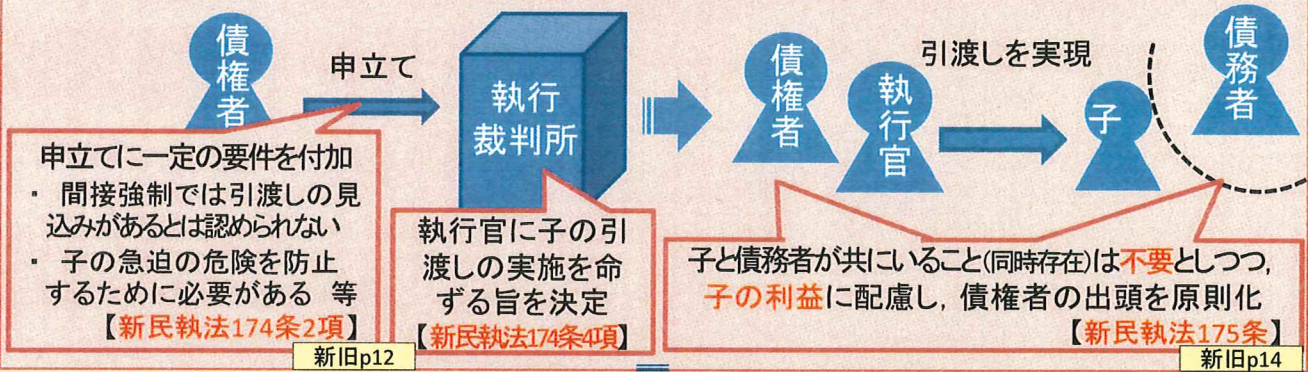 債権者
申立て
執行
裁判所
債権者
執行官
引渡しを実現
子
債務者
申立てに一定の要件を付加
・ 間接強制では引渡しの見
込みがあるとは認められない
・ 子の急迫の危険を防止
するために必要がある 等
【新民執法174条2項】
新旧p12
執行官に子の引
渡しの実施を命
ずる旨を決定
【新民執法174条4項】
子と債務者が共にいること(同時存在)は不要としつつ，
子の利益に配慮し，債権者の出頭を原則化
【新民執法175条】
新旧p14